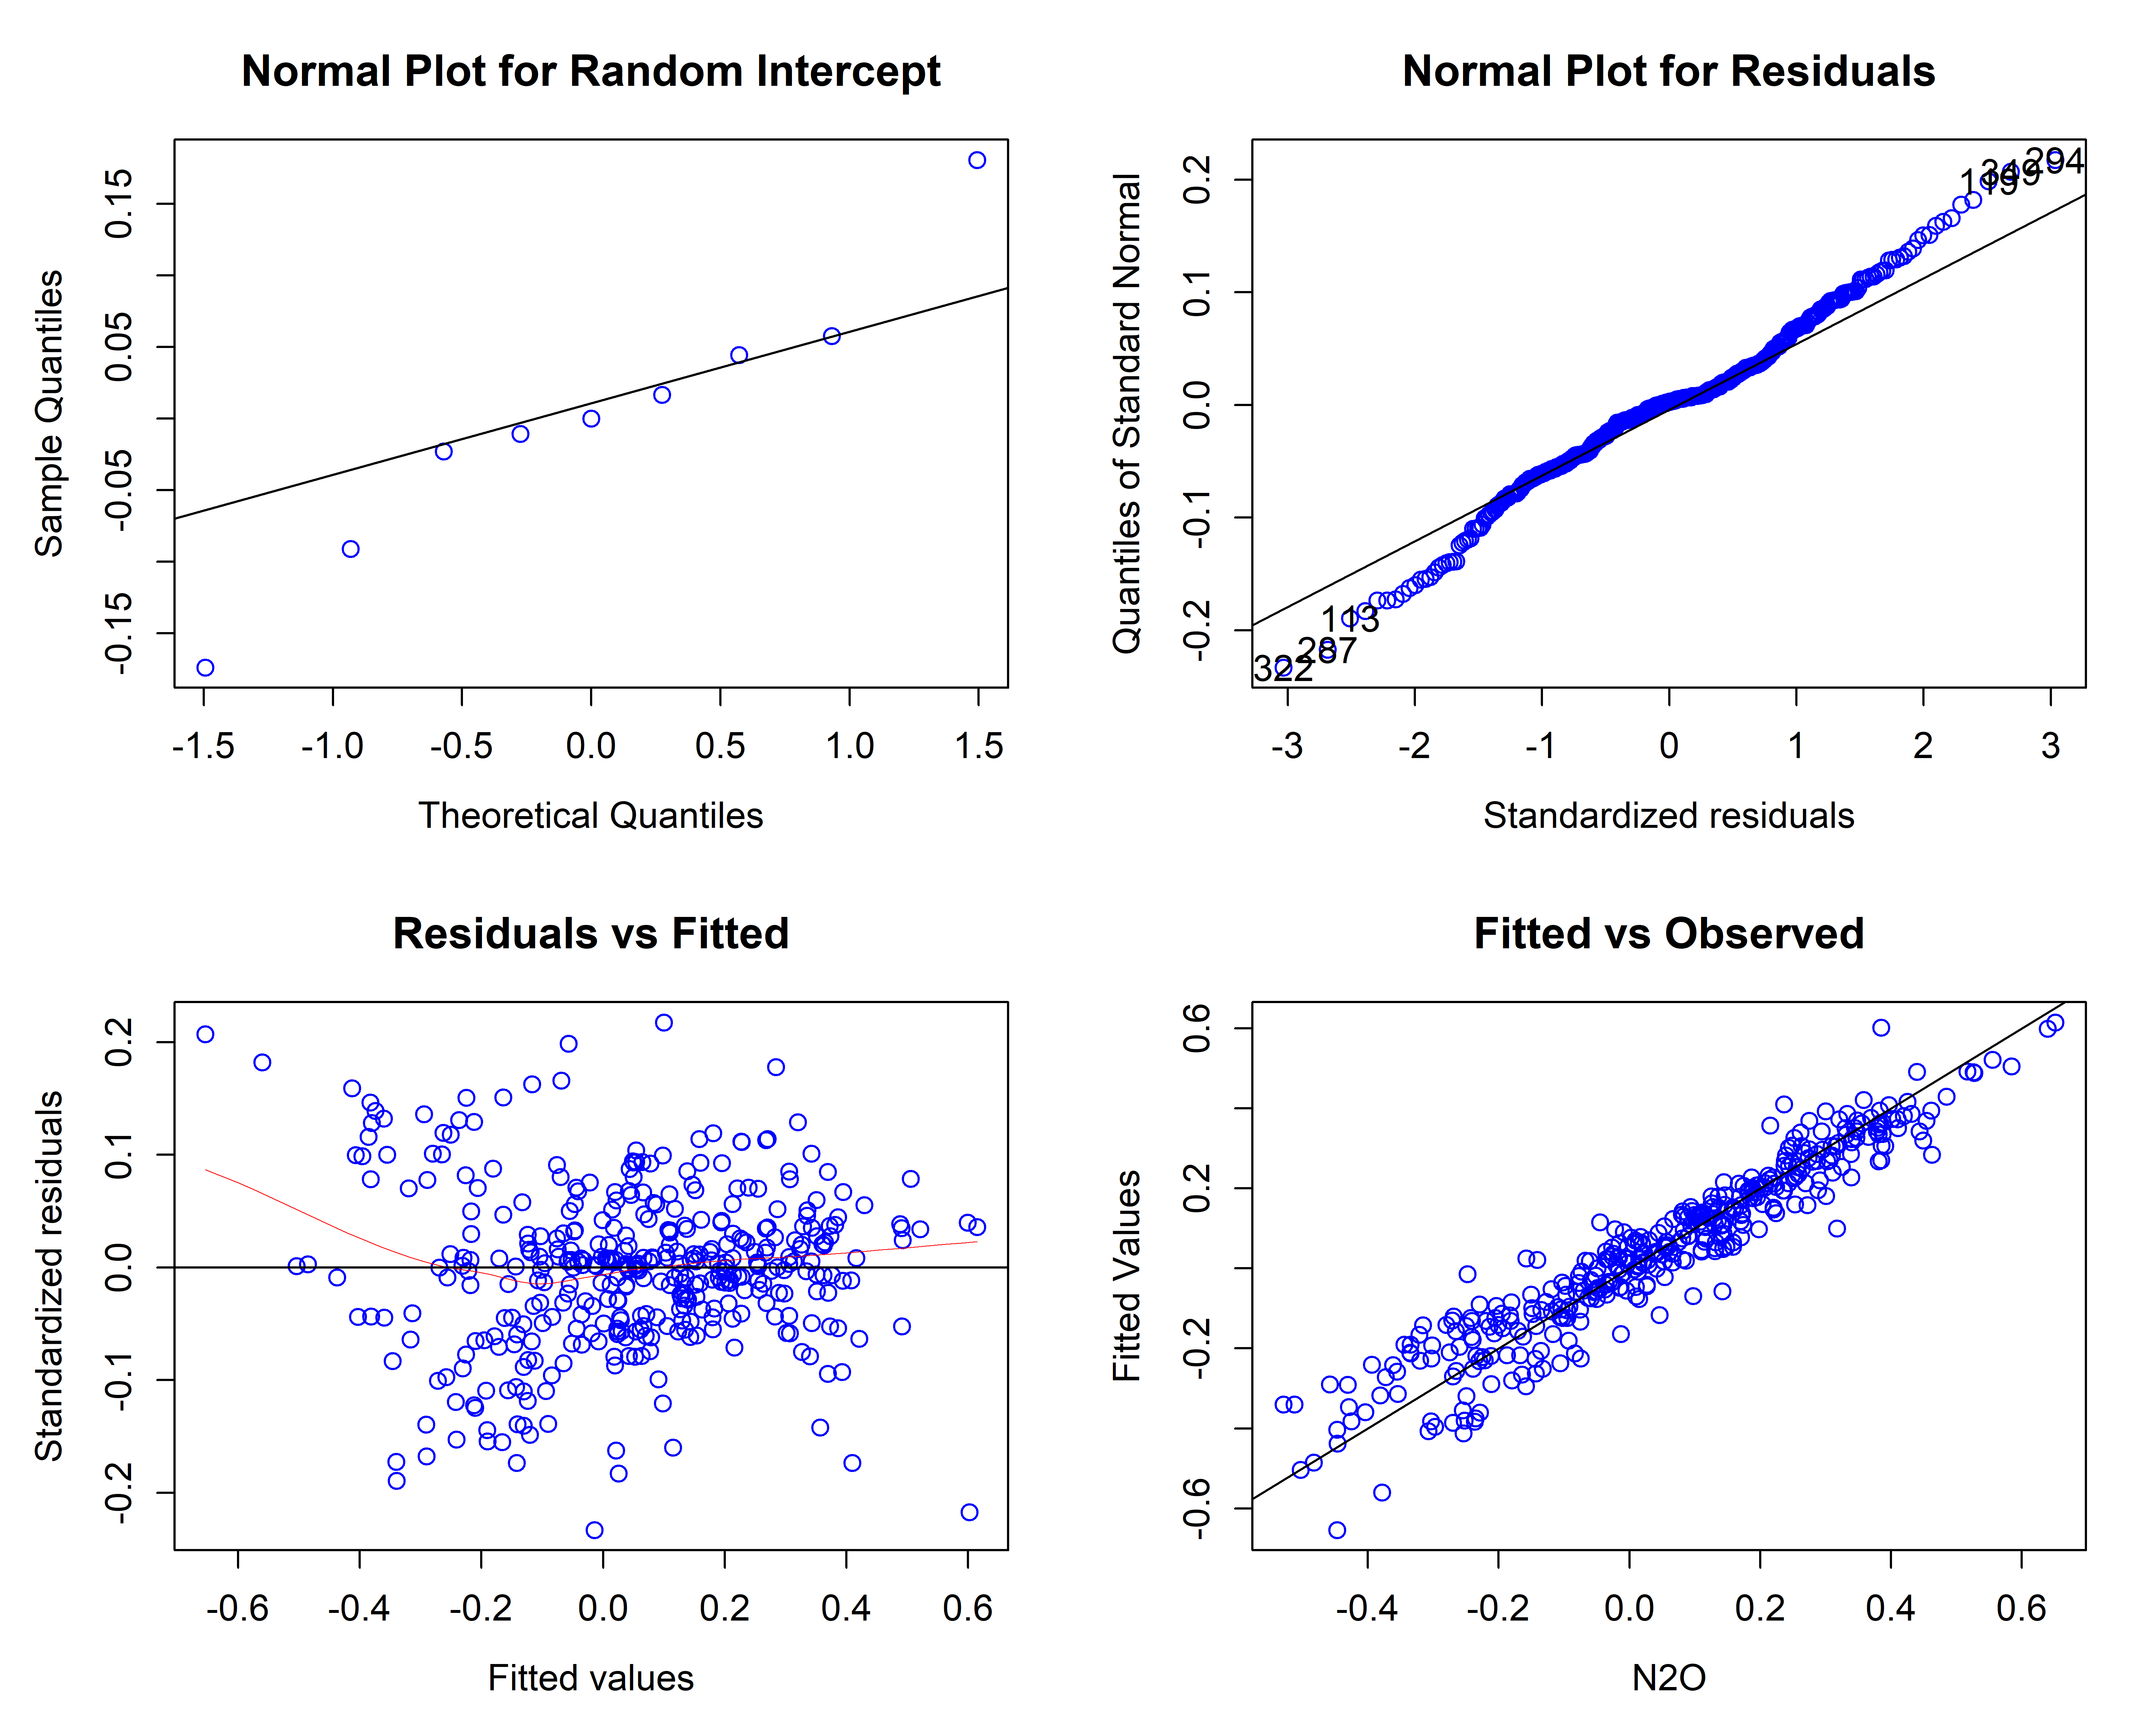 Normal Plot for Random Intercept
Sample Quantiles
0.15
0.05
-0.05
-0.15
-1.5 -1.0 -0.5 0.0 0.5 1.0 1.5
Theoretical Quantiles
Normal Plot for Residuals
Quantiles of Standard Normal
0.2
0.1
0.0
-0.1
-0.2
294
349
119
113
287
322
-3 -2 -1 0 1 2 3
Standardized residuals
Residuals vs Fitted
Standardized residuals
0.2
0.1
0.0
-0.1
-0.2
-0.6 -0.4 -0.2 0.0 0.2 0.4 0.6
Fitted values
Fitted vs Observed
Fitted Values
0.6
0.2
-0.2
-0.6
-0.4 -0.2 0.0 0.2 0.4 0.6
N2O